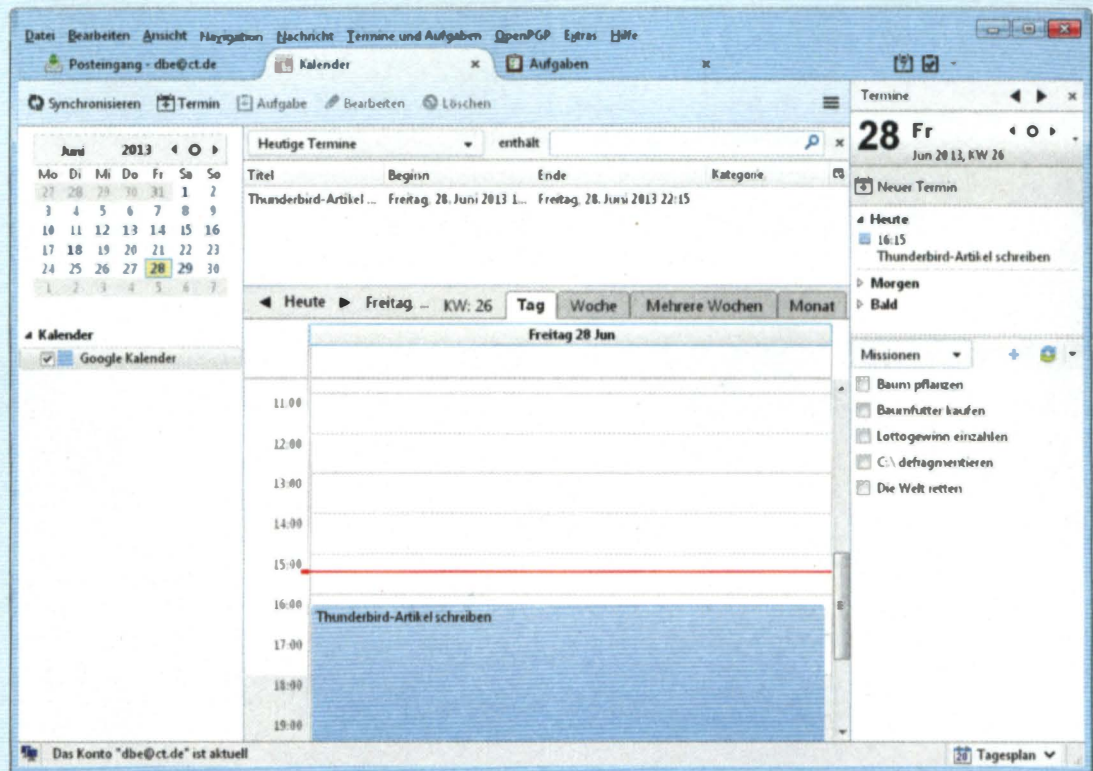 Datei Bearbeiten Ansicht Navigation Nachricht Termine und Aufgaben OpenPGP Extras Hilfe
Posteingang - dbe@ct.de Kalender × Aufgaben ×
Synchronisieren Termin Aufgabe Bearbeiten Löschen
Juni 2013
Mo Di Mi Do Fr Sa So
27 28 29 30 31 1 2
3 4 5 6 7 8 9
10 11 12 13 14 15 16
17 18 19 20 21 22 23
24 25 26 27 28 29 30
1 2 3 4 5 6 7
Kalender
Google Kalender
Heutige Termine enthält
Titel Beginn Ende Kategorie
Thunderbird-Artikel ... Freitag, 28. Juni 2013 1... Freitag, 28. Juni 2013 22:15
Heute Freitag, ... KW: 26 Tag Woche Mehrere Wochen Monat
Freitag 28 Jun
11:00
12:00
13:00
14:00
15:00
16:00
Thunderbird-Artikel schreiben
17:00
18:00
19:00
Termine ×
28 Fr
Jun 2013, KW 26
Neuer Termin
Heute
16:15
Thunderbird-Artikel schreiben
Morgen
Bald
Missionen
Baum pflanzen
Baumfutter kaufen
Lottogewinn einzahlen
C:\ defragmentieren
Die Welt retten
Das Konto "dbe@ct.de" ist aktuell
28 Tagesplan